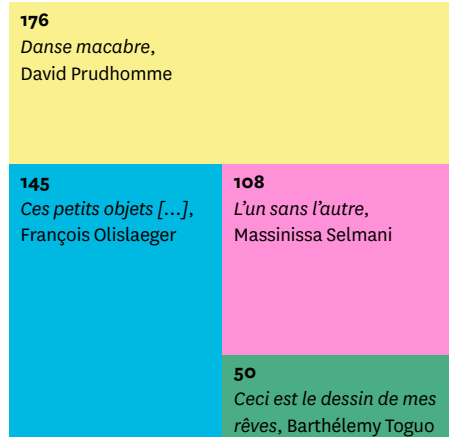 176
Danse macabre,
David Prudhomme
145
Ces petits objets [...],
François Olislaeger
108
L’un sans l’autre,
Massinissa Selmani
50
Ceci est le dessin de mes
rêves, Barthélemy Toguo